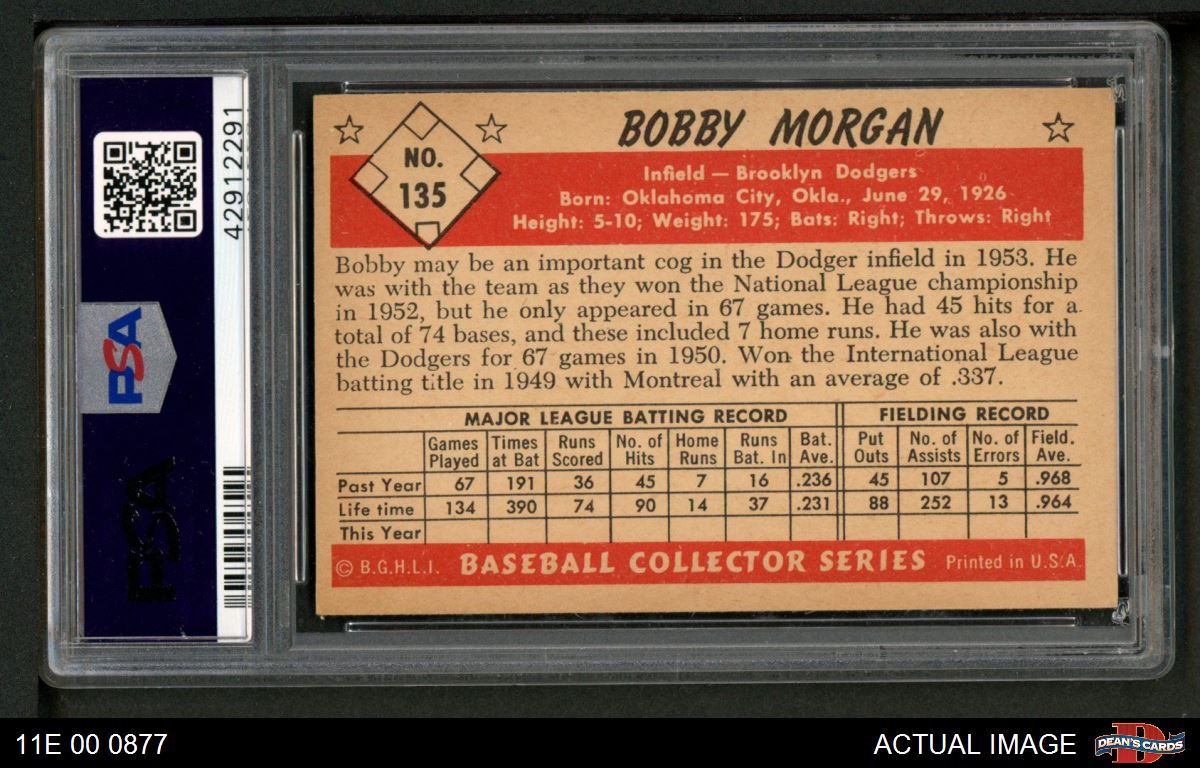 42912291
PSA
PSA
NO.
135
BOBBY MORGAN
Infield — Brooklyn Dodgers
Born: Oklahoma City, Okla., June 29, 1926
Height: 5-10; Weight: 175; Bats: Right; Throws: Right
Bobby may be an important cog in the Dodger infield in 1953. He
was with the team as they won the National League championship
in 1952, but he only appeared in 67 games. He had 45 hits for a
total of 74 bases, and these included 7 home runs. He was also with
the Dodgers for 67 games in 1950. Won the International League
batting title in 1949 with Montreal with an average of .337.
MAJOR LEAGUE BATTING RECORD FIELDING RECORD
Games Times Runs No. of Home Runs Bat. Put No. of No. of Field.
Played at Bat Scored Hits Runs Bat. In Ave. Outs Assists Errors Ave.
Past Year 67 191 36 45 7 16 .236 45 107 5 .968
Life time 134 390 74 90 14 37 .231 88 252 13 .964
This Year
© B.G.H.L.I. BASEBALL COLLECTOR SERIES Printed in U.S.A.
11E 00 0877
ACTUAL IMAGE
D
DEAN'S CARDS